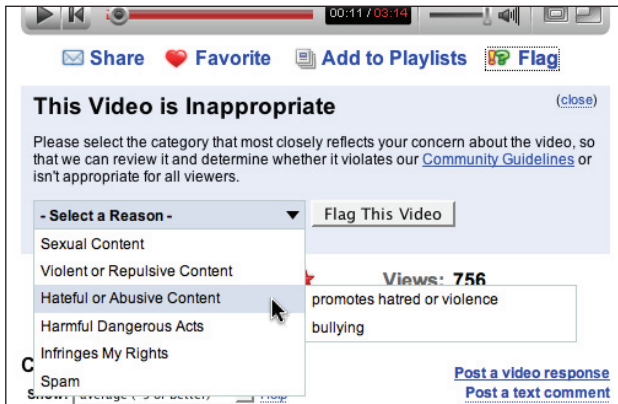 00:11 / 03:14
Share Favorite Add to Playlists Flag
This Video is Inappropriate (close)
Please select the category that most closely reflects your concern about the video, so
that we can review it and determine whether it violates our Community Guidelines or
isn't appropriate for all viewers.
- Select a Reason - Flag This Video
Sexual Content
Violent or Repulsive Content
Views: 756
Hateful or Abusive Content promotes hatred or violence
Harmful Dangerous Acts bullying
Infringes My Rights
C Post a video response
Spam
Show: average Help Post a text comment